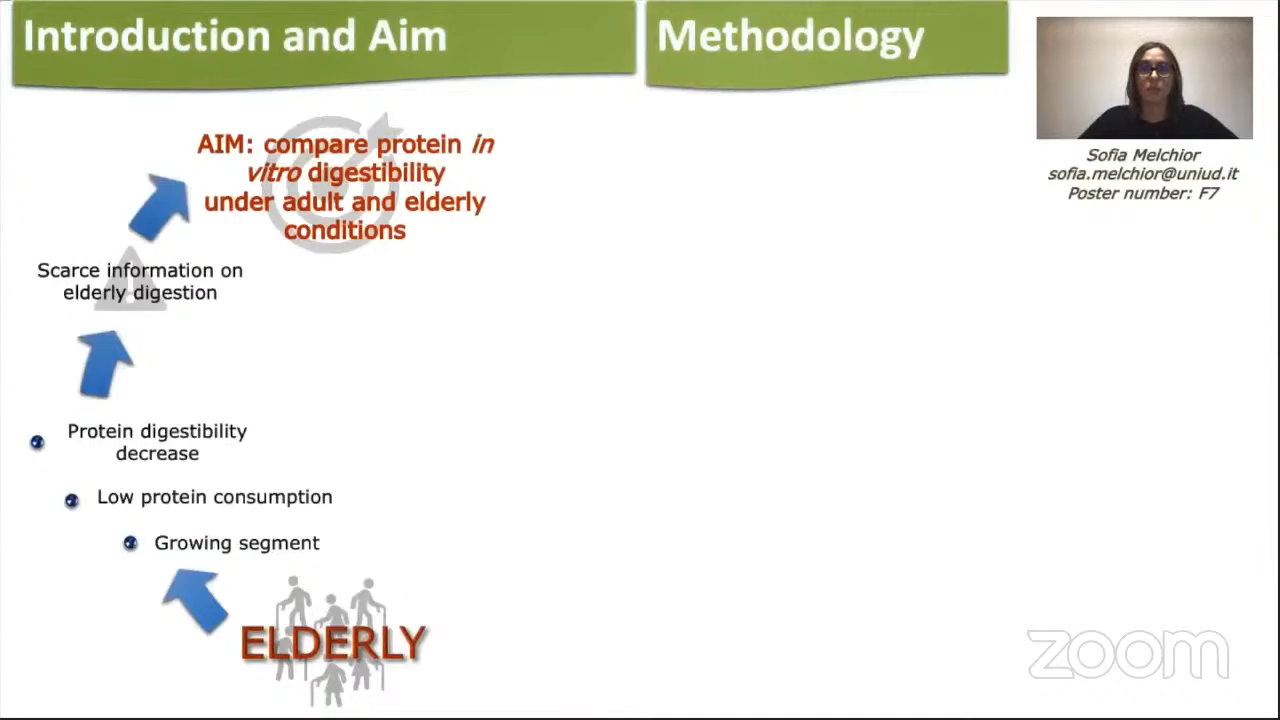 Introduction and Aim
Methodology
Sofia Melchior
sofia.melchior@uniud.it
Poster number: F7
AIM: compare protein in
vitro digestibility
under adult and elderly
conditions
Scarce information on
elderly digestion
Protein digestibility
decrease
Low protein consumption
Growing segment
ELDERLY
zoom